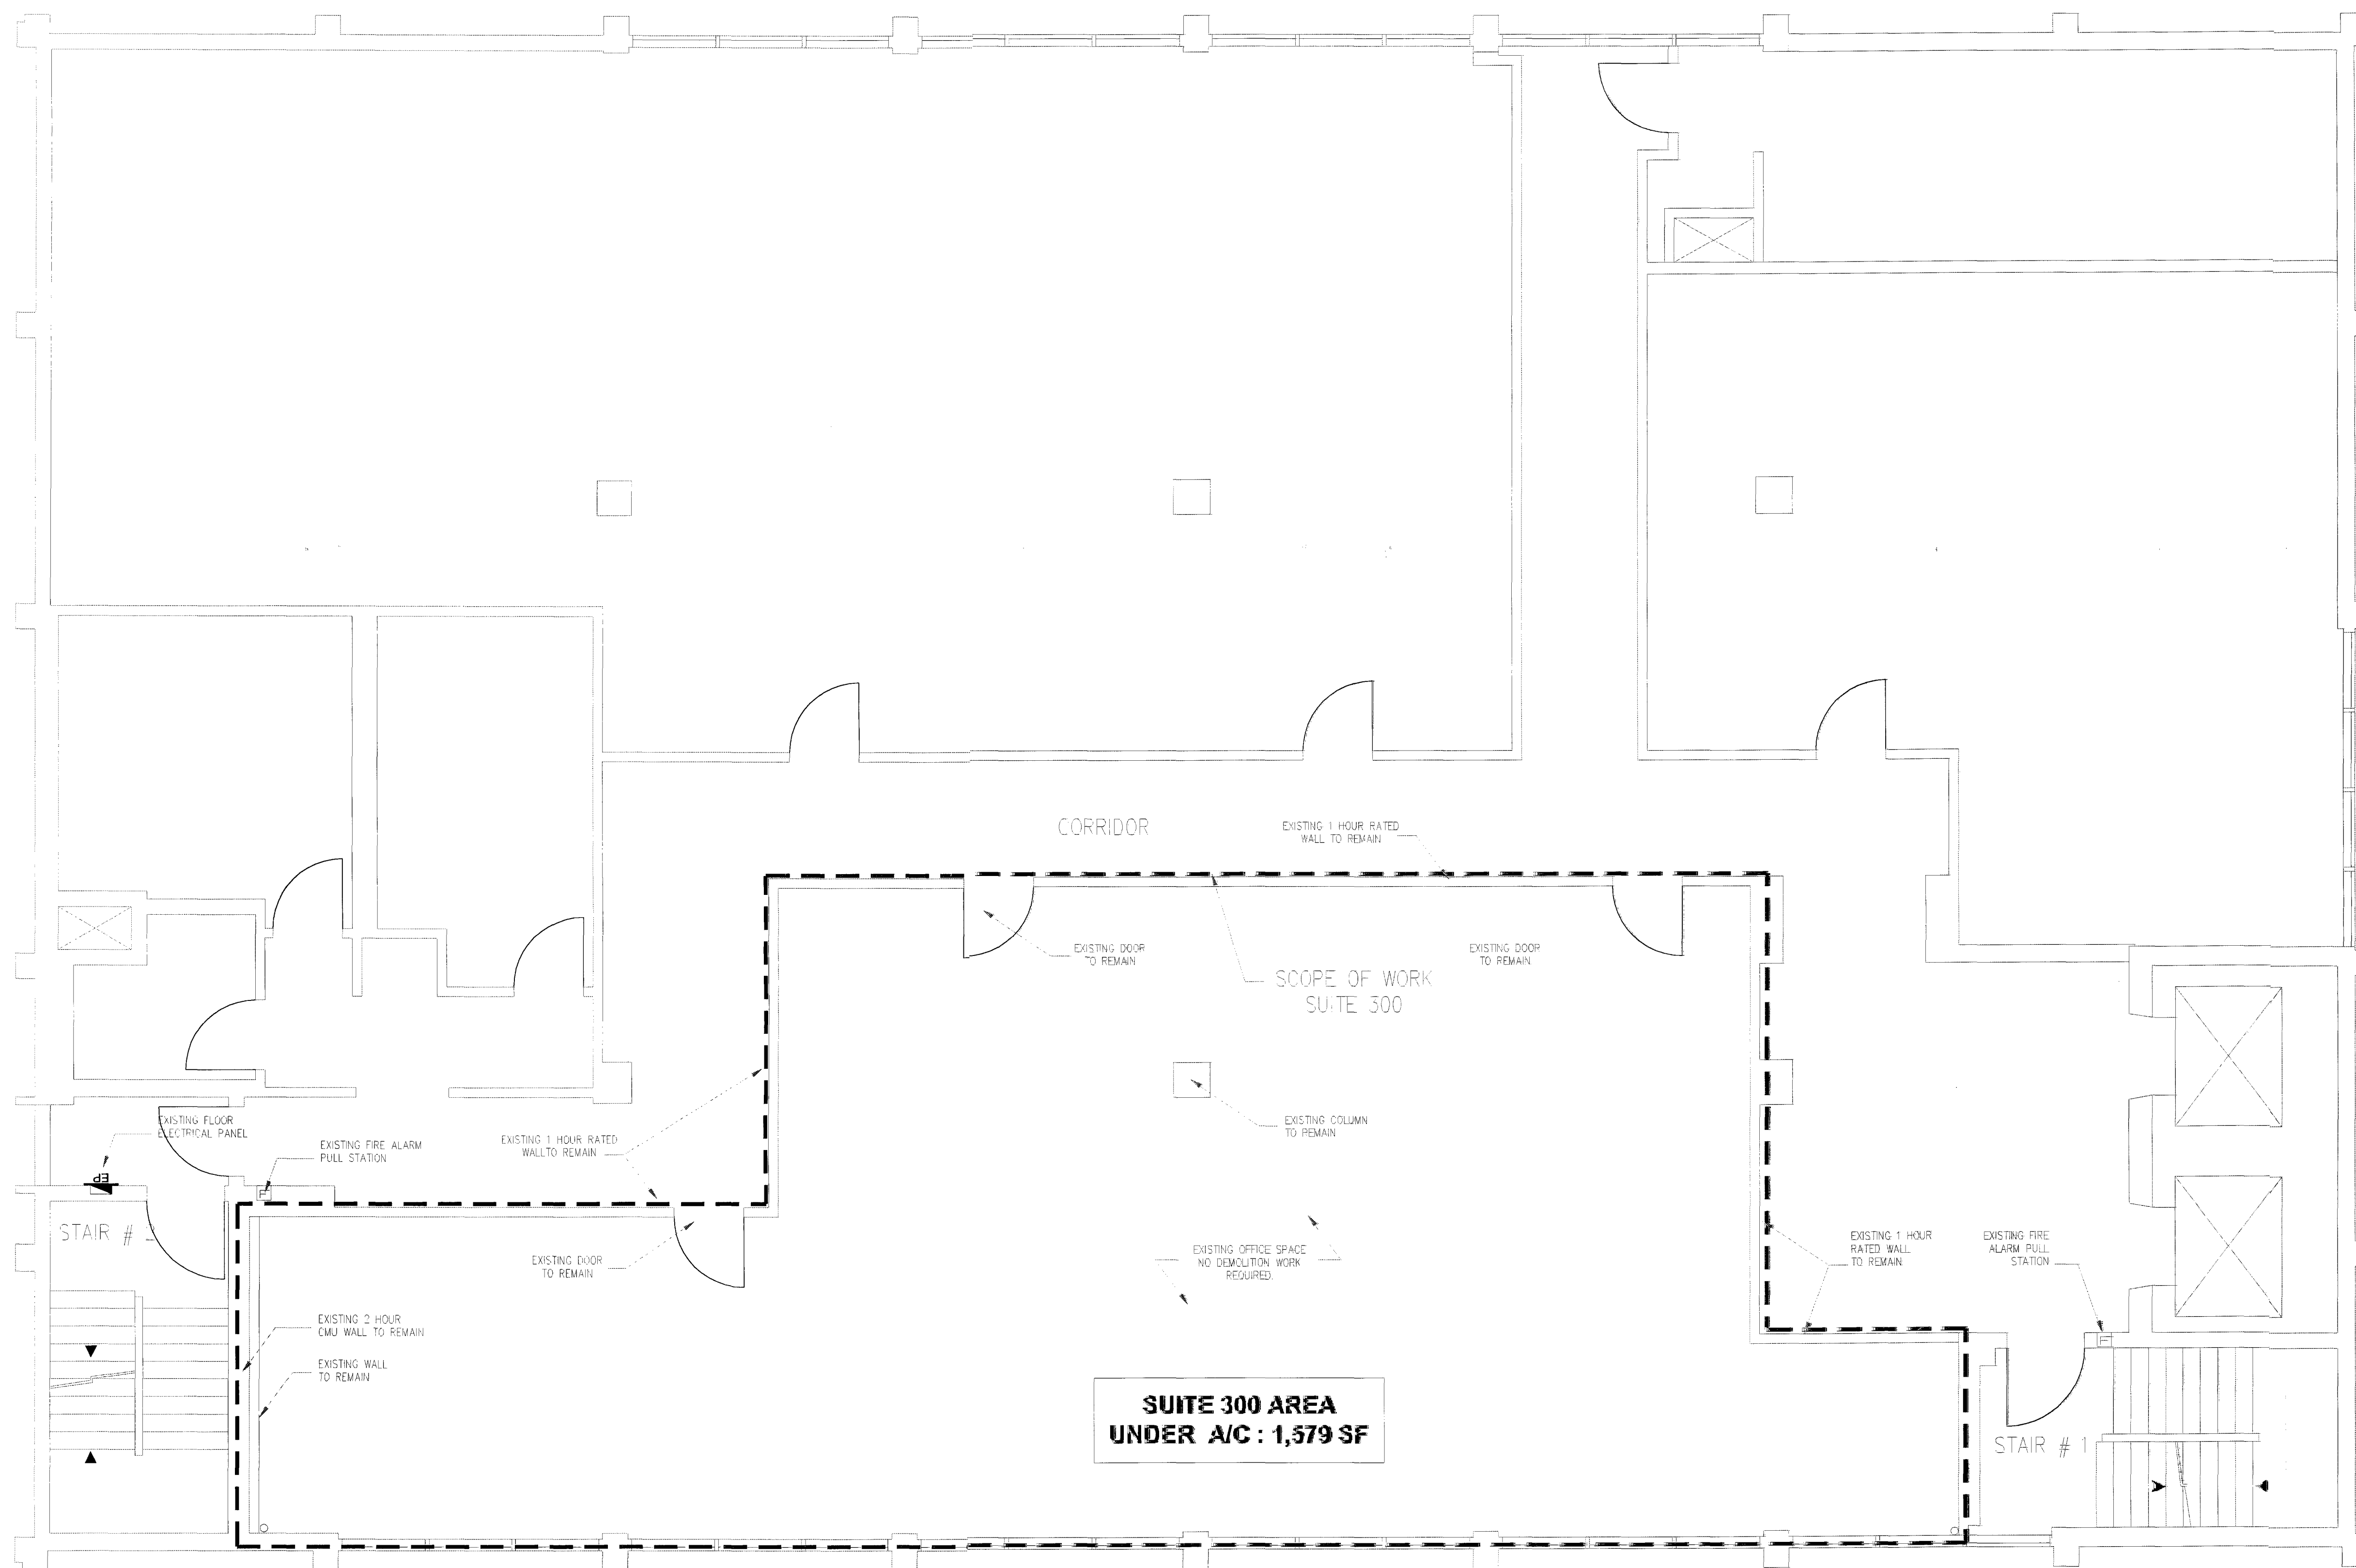 CORRIDOR
EXISTING 1 HOUR RATED
WALL TO REMAIN
EXISTING DOOR
TO REMAIN
EXISTING DOOR
TO REMAIN
SCOPE OF WORK
SUITE 300
EXISTING FLOOR
ELECTRICAL PANEL
EP
EXISTING FIRE ALARM
PULL STATION
F
EXISTING 1 HOUR RATED
WALL TO REMAIN
EXISTING COLUMN
TO REMAIN
STAIR # 2
EXISTING DOOR
TO REMAIN
EXISTING OFFICE SPACE
NO DEMOLITION WORK
REQUIRED.
EXISTING 1 HOUR
RATED WALL
TO REMAIN
EXISTING FIRE
ALARM PULL
STATION
F
EXISTING 2 HOUR
CMU WALL TO REMAIN
EXISTING WALL
TO REMAIN
SUITE 300 AREA
UNDER A/C : 1,579 SF
STAIR # 1